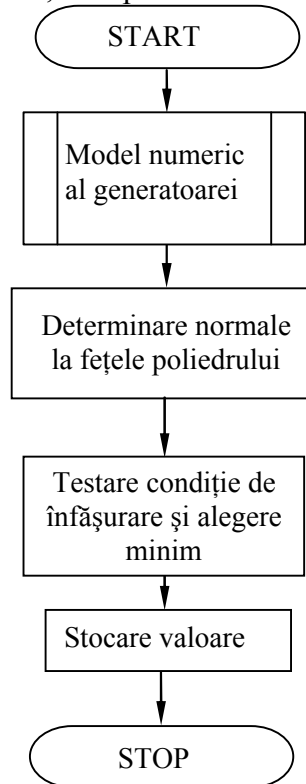 START
Model numeric
al generatoarei
Determinare normale
la fețele poliedrului
Testare condiție de
înfășurare și alegere
minim
Stocare valoare
STOP